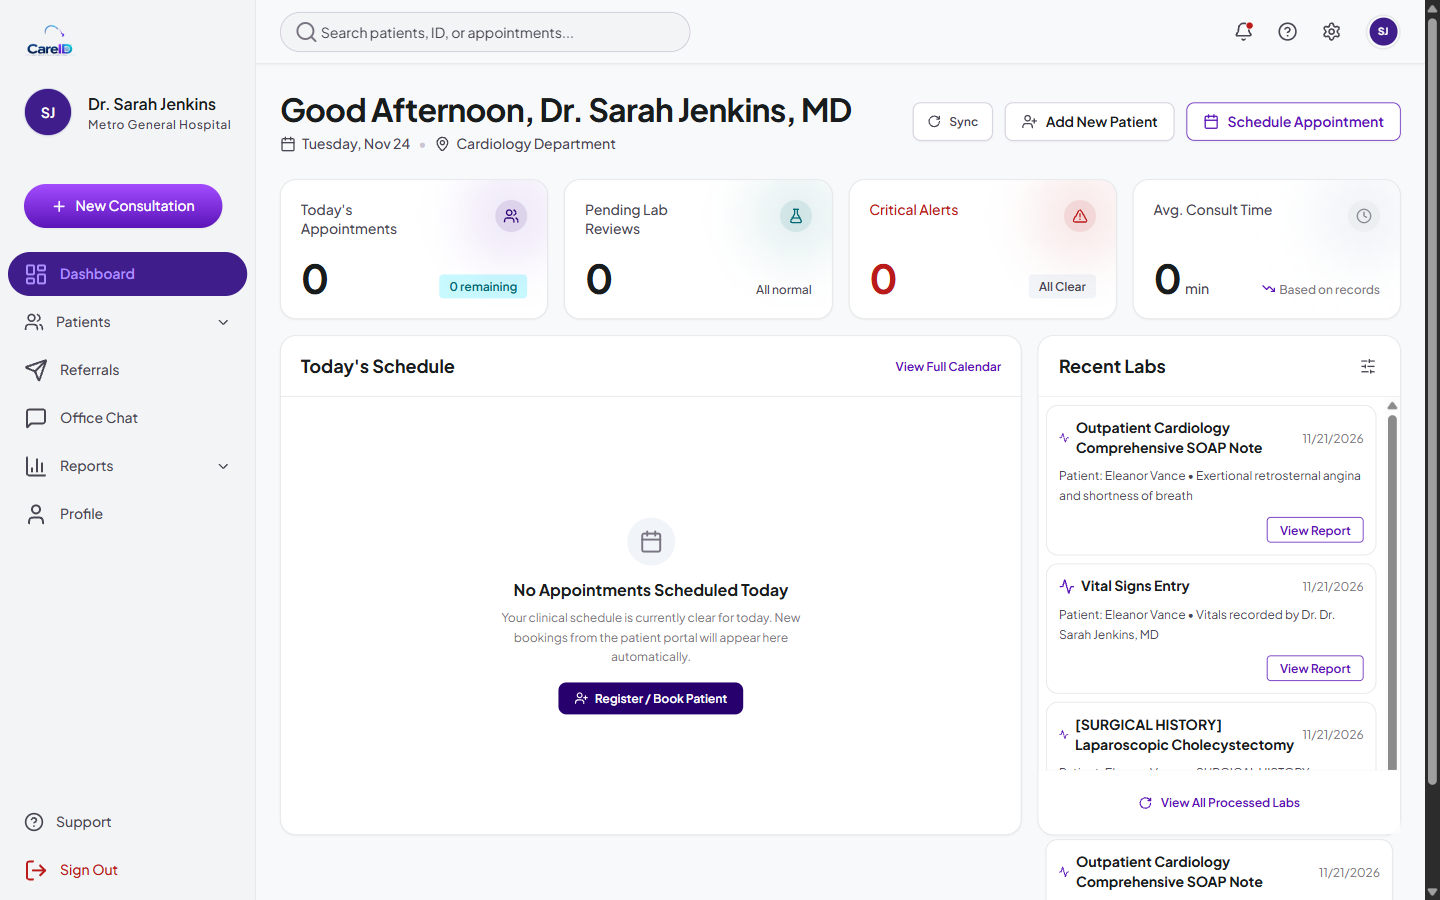 CareID
SJ
Dr. Sarah Jenkins
Metro General Hospital
New Consultation
Dashboard
Patients
Referrals
Office Chat
Reports
Profile
Support
Sign Out
Search patients, ID, or appointments...
SJ
Good Afternoon, Dr. Sarah Jenkins, MD
Tuesday, Nov 24 • Cardiology Department
Sync
Add New Patient
Schedule Appointment
Today's
Appointments
0
0 remaining
Pending Lab
Reviews
0
All normal
Critical Alerts
0
All Clear
Avg. Consult Time
0 min
Based on records
Today's Schedule
View Full Calendar
No Appointments Scheduled Today
Your clinical schedule is currently clear for today. New
bookings from the patient portal will appear here
automatically.
Register / Book Patient
Recent Labs
Outpatient Cardiology
Comprehensive SOAP Note
11/21/2026
Patient: Eleanor Vance • Exertional retrosternal angina
and shortness of breath
View Report
Vital Signs Entry
11/21/2026
Patient: Eleanor Vance • Vitals recorded by Dr. Dr.
Sarah Jenkins, MD
View Report
[SURGICAL HISTORY]
Laparoscopic Cholecystectomy
11/21/2026
View All Processed Labs
Outpatient Cardiology
Comprehensive SOAP Note
11/21/2026